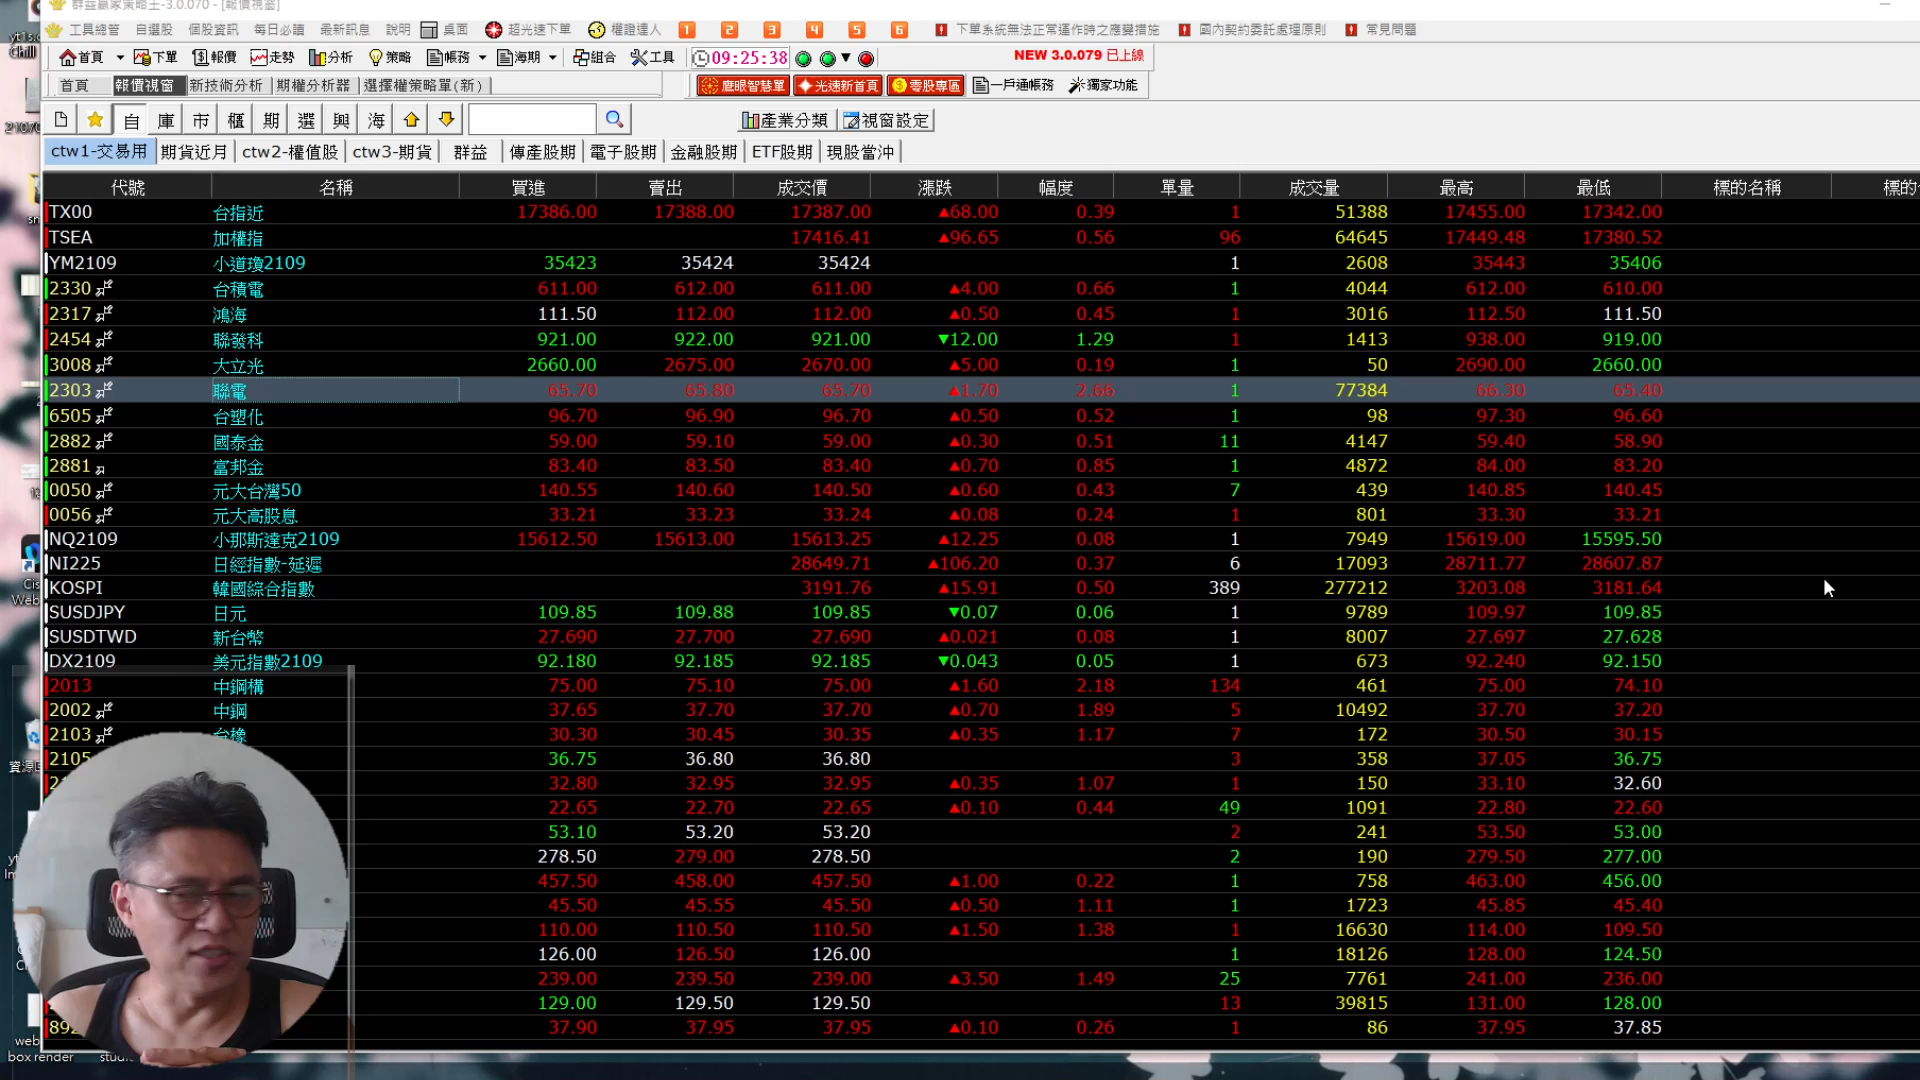 群益贏家策略王-3.0.070 - [報價視窗]
工具總管 自選股 個股資訊 每日必讀 最新訊息 說明 桌面 超光速下單 權證達人 1 2 3 4 5 6 下單系統無法正常運作時之應變措施 國內契約委託處理原則 常見問題
首頁 下單 報價 走勢 分析 策略 帳務 海期 組合 工具 09:25:38 NEW 3.0.079 已上線
首頁 報價視窗 新技術分析 期權分析器 選擇權策略單(新) 鷹眼智慧單 光速新首頁 零股專區 一戶通帳務 獨家功能
自 庫 市 櫃 期 選 興 海 產業分類 視窗設定
ctw1-交易用 期貨近月 ctw2-權值股 ctw3-期貨 群益 傳產股期 電子股期 金融股期 ETF股期 現股當沖
代號 名稱 買進 賣出 成交價 漲跌 幅度 單量 成交量 最高 最低 標的名稱 標的
TX00 台指近 17386.00 17388.00 17387.00 ▲68.00 0.39 1 51388 17455.00 17342.00
TSEA 加權指 17416.41 ▲96.65 0.56 96 64645 17449.48 17380.52
YM2109 小道瓊2109 35423 35424 35424 1 2608 35443 35406
2330 台積電 611.00 612.00 611.00 ▲4.00 0.66 1 4044 612.00 610.00
2317 鴻海 111.50 112.00 112.00 ▲0.50 0.45 1 3016 112.50 111.50
2454 聯發科 921.00 922.00 921.00 ▼12.00 1.29 1 1413 938.00 919.00
3008 大立光 2660.00 2675.00 2670.00 ▲5.00 0.19 1 50 2690.00 2660.00
2303 聯電 65.70 65.80 65.70 ▲1.70 2.66 1 77384 66.30 65.40
6505 台塑化 96.70 96.90 96.70 ▲0.50 0.52 1 98 97.30 96.60
2882 國泰金 59.00 59.10 59.00 ▲0.30 0.51 11 4147 59.40 58.90
2881 富邦金 83.40 83.50 83.40 ▲0.70 0.85 1 4872 84.00 83.20
0050 元大台灣50 140.55 140.60 140.50 ▲0.60 0.43 7 439 140.85 140.45
0056 元大高股息 33.21 33.23 33.24 ▲0.08 0.24 1 801 33.30 33.21
NQ2109 小那斯達克2109 15612.50 15613.00 15613.25 ▲12.25 0.08 1 7949 15619.00 15595.50
NI225 日經指數-延遲 28649.71 ▲106.20 0.37 6 17093 28711.77 28607.87
KOSPI 韓國綜合指數 3191.76 ▲15.91 0.50 389 277212 3203.08 3181.64
SUSDJPY 日元 109.85 109.88 109.85 ▼0.07 0.06 1 9789 109.97 109.85
SUSDTWD 新台幣 27.690 27.700 27.690 ▲0.021 0.08 1 8007 27.697 27.628
DX2109 美元指數2109 92.180 92.185 92.185 ▼0.043 0.05 1 673 92.240 92.150
2013 中鋼構 75.00 75.10 75.00 ▲1.60 2.18 134 461 75.00 74.10
2002 中鋼 37.65 37.70 37.70 ▲0.70 1.89 5 10492 37.70 37.20
2103 台橡 30.30 30.45 30.35 ▲0.35 1.17 7 172 30.50 30.15
2105 36.75 36.80 36.80 3 358 37.05 36.75
32.80 32.95 32.95 ▲0.35 1.07 1 150 33.10 32.60
22.65 22.70 22.65 ▲0.10 0.44 49 1091 22.80 22.60
53.10 53.20 53.20 2 241 53.50 53.00
278.50 279.00 278.50 2 190 279.50 277.00
457.50 458.00 457.50 ▲1.00 0.22 1 758 463.00 456.00
45.50 45.55 45.50 ▲0.50 1.11 1 1723 45.85 45.40
110.00 110.50 110.50 ▲1.50 1.38 1 16630 114.00 109.50
126.00 126.50 126.00 1 18126 128.00 124.50
239.00 239.50 239.00 ▲3.50 1.49 25 7761 241.00 236.00
129.00 129.50 129.50 13 39815 131.00 128.00
892 37.90 37.95 37.95 ▲0.10 0.26 1 86 37.95 37.85
web
box render